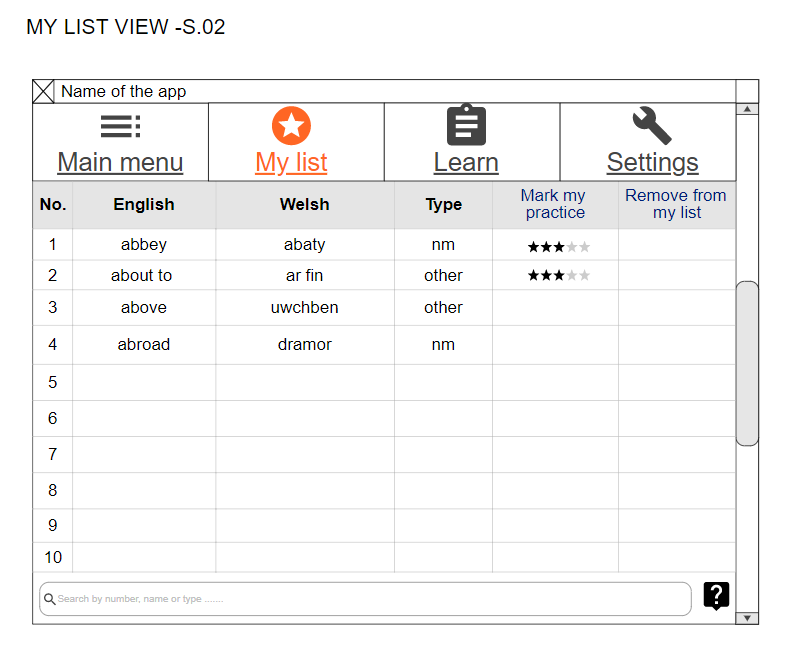 MY LIST VIEW -S.02
Name of the app
Main menu My list Learn Settings
No. English Welsh Type Mark my practice Remove from my list
1 abbey abaty nm
2 about to ar fin other
3 above uwchben other
4 abroad dramor nm
5
6
7
8
9
10
Search by number, name or type .......
?